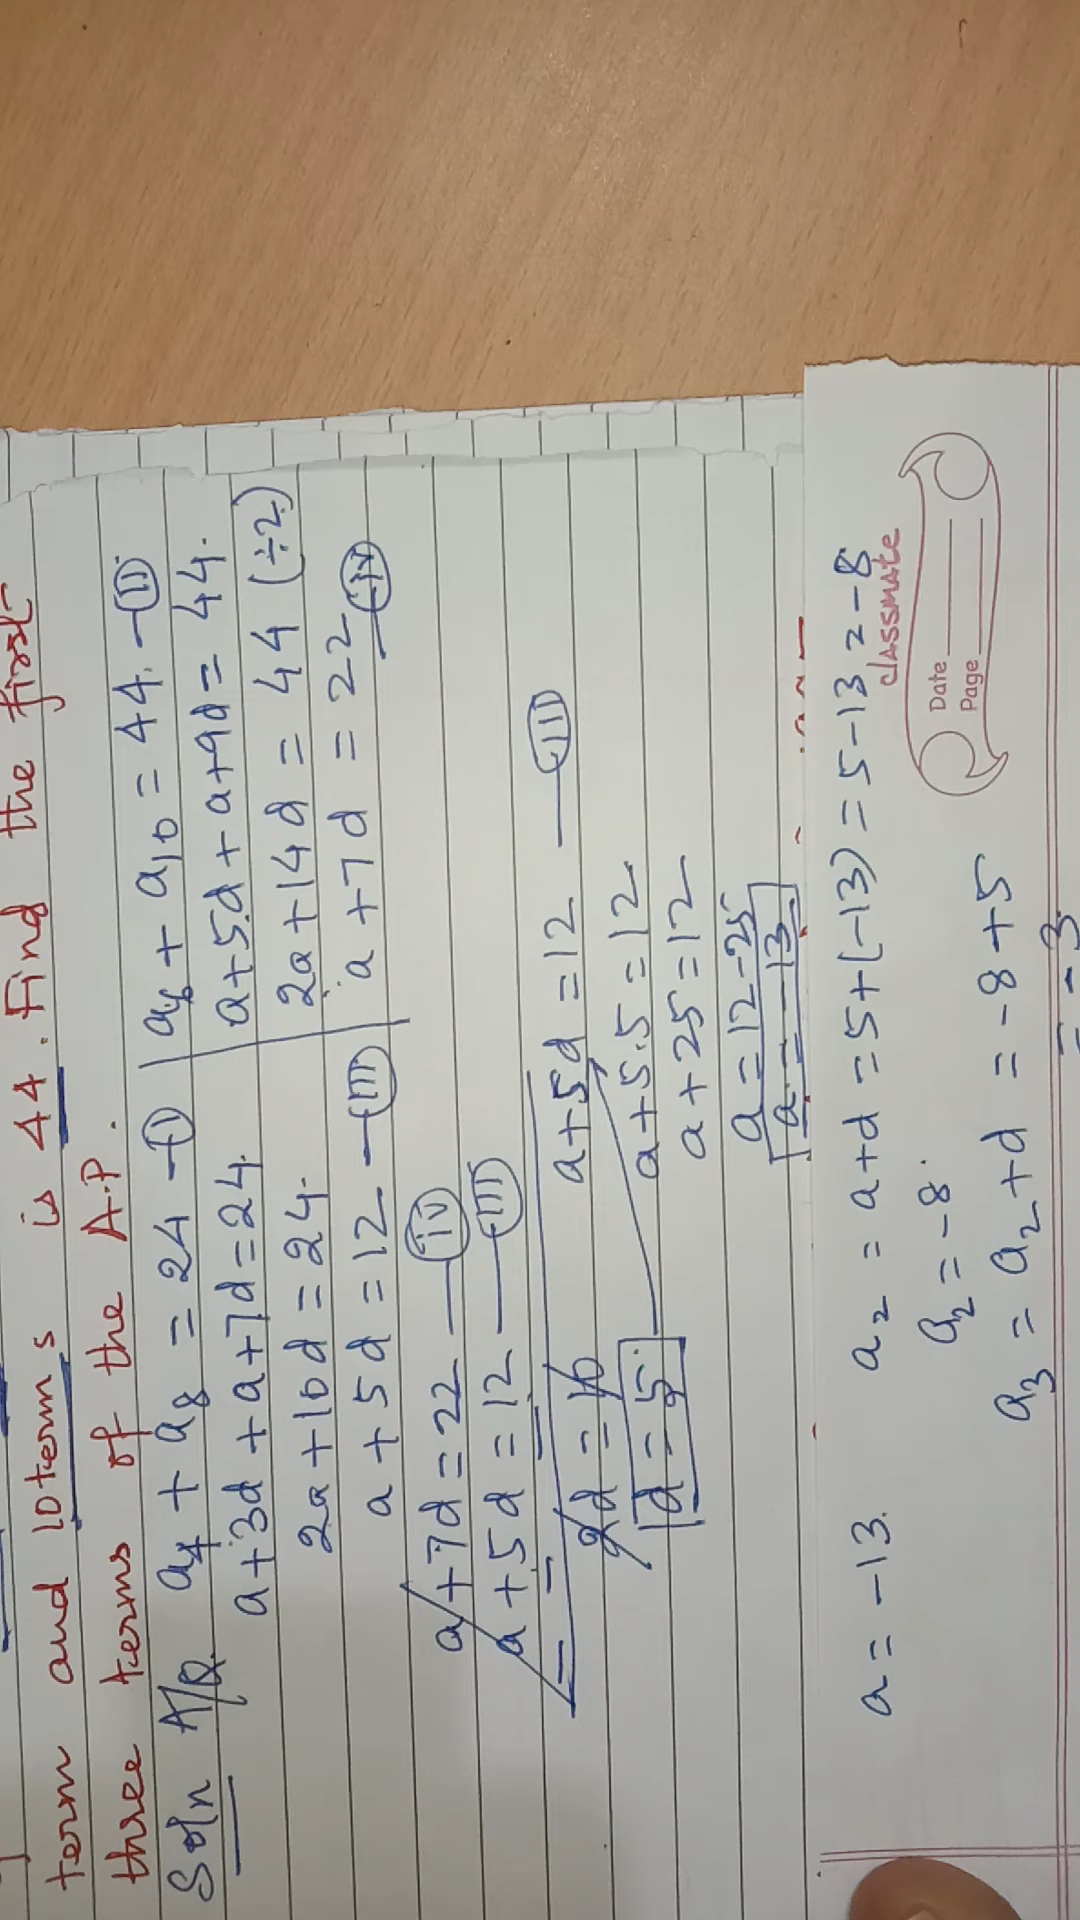 term and 10 terms is 44. Find the first
three terms of the A.P.
Soln A/Q a4 + a8 = 24 — (i)
a+3d + a+7d = 24.
2a + 10d = 24.
a + 5d = 12 — (iii)
a6 + a10 = 44. — (ii)
a+5d + a+9d = 44.
2a + 14d = 44 (÷2)
a + 7d = 22 — (iv)
a + 7d = 22 — (iv)
a + 5d = 12 — (iii)
2d = 10
d = 5
a + 5d = 12 — (iii)
a + 5.5 = 12
a + 25 = 12
a = 12 - 25
a = -13
a = -13. a2 = a+d = 5+(-13) = 5-13 = -8
classmate
Date
Page
a2 = -8.
a3 = a2 + d = -8 + 5
= -3